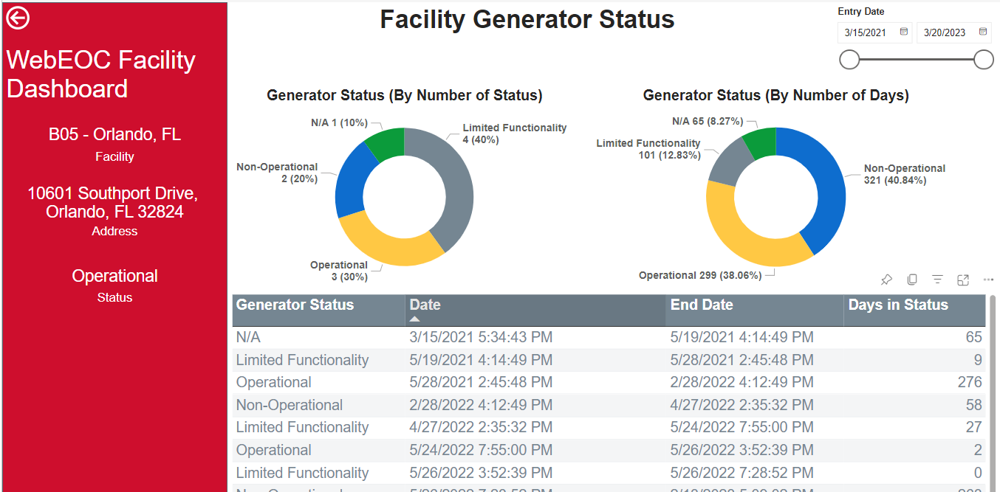 Facility Generator Status
Entry Date
3/15/2021
3/20/2023
WebEOC Facility
Dashboard
B05 - Orlando, FL
Facility
10601 Southport Drive,
Orlando, FL 32824
Address
Operational
Status
Generator Status (By Number of Status)
N/A 1 (10%)
Limited Functionality
4 (40%)
Non-Operational
2 (20%)
Operational
3 (30%)
Generator Status (By Number of Days)
N/A 65 (8.27%)
Limited Functionality
101 (12.83%)
Non-Operational
321 (40.84%)
Operational 299 (38.06%)
Generator Status Date End Date Days in Status
N/A 3/15/2021 5:34:43 PM 5/19/2021 4:14:49 PM 65
Limited Functionality 5/19/2021 4:14:49 PM 5/28/2021 2:45:48 PM 9
Operational 5/28/2021 2:45:48 PM 2/28/2022 4:12:49 PM 276
Non-Operational 2/28/2022 4:12:49 PM 4/27/2022 2:35:32 PM 58
Limited Functionality 4/27/2022 2:35:32 PM 5/24/2022 7:55:00 PM 27
Operational 5/24/2022 7:55:00 PM 5/26/2022 3:52:39 PM 2
Limited Functionality 5/26/2022 3:52:39 PM 5/26/2022 7:28:52 PM 0